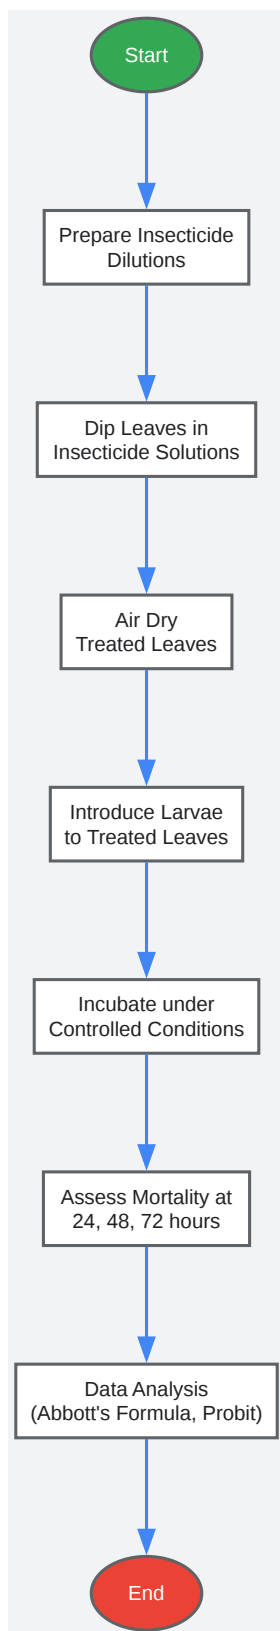 Start
Prepare Insecticide
Dilutions
Dip Leaves in
Insecticide Solutions
Air Dry
Treated Leaves
Introduce Larvae
to Treated Leaves
Incubate under
Controlled Conditions
Assess Mortality at
24, 48, 72 hours
Data Analysis
(Abbott's Formula, Probit)
End